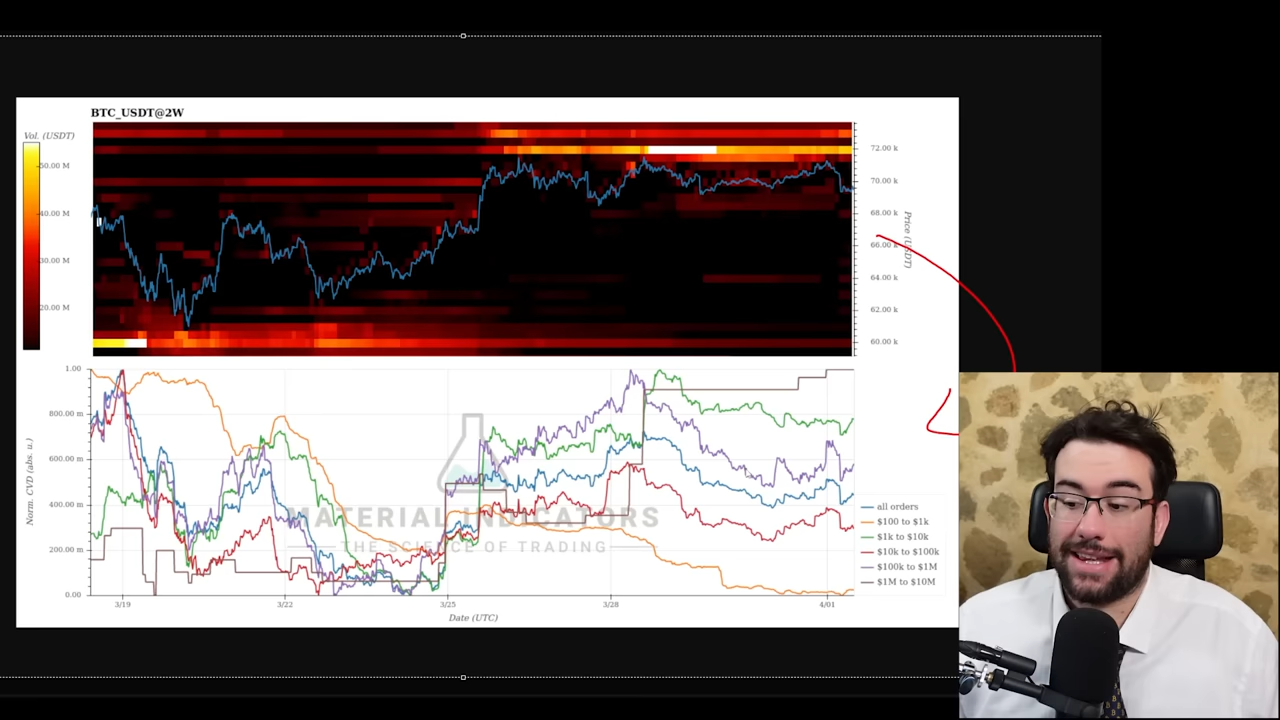 BTC_USDT@2W
Vol. (USDT)
50.00 M
40.00 M
30.00 M
20.00 M
72.00 k
70.00 k
68.00 k
66.00 k
64.00 k
62.00 k
60.00 k
Price (USDT)
1.00
800.00 m
600.00 m
400.00 m
200.00 m
0.00
Norm. CVD (abs. u.)
MATERIAL INDICATORS
THE SCIENCE OF TRADING
all orders
$100 to $1k
$1k to $10k
$10k to $100k
$100k to $1M
$1M to $10M
3/19
3/22
3/25
3/28
4/01
Date (UTC)